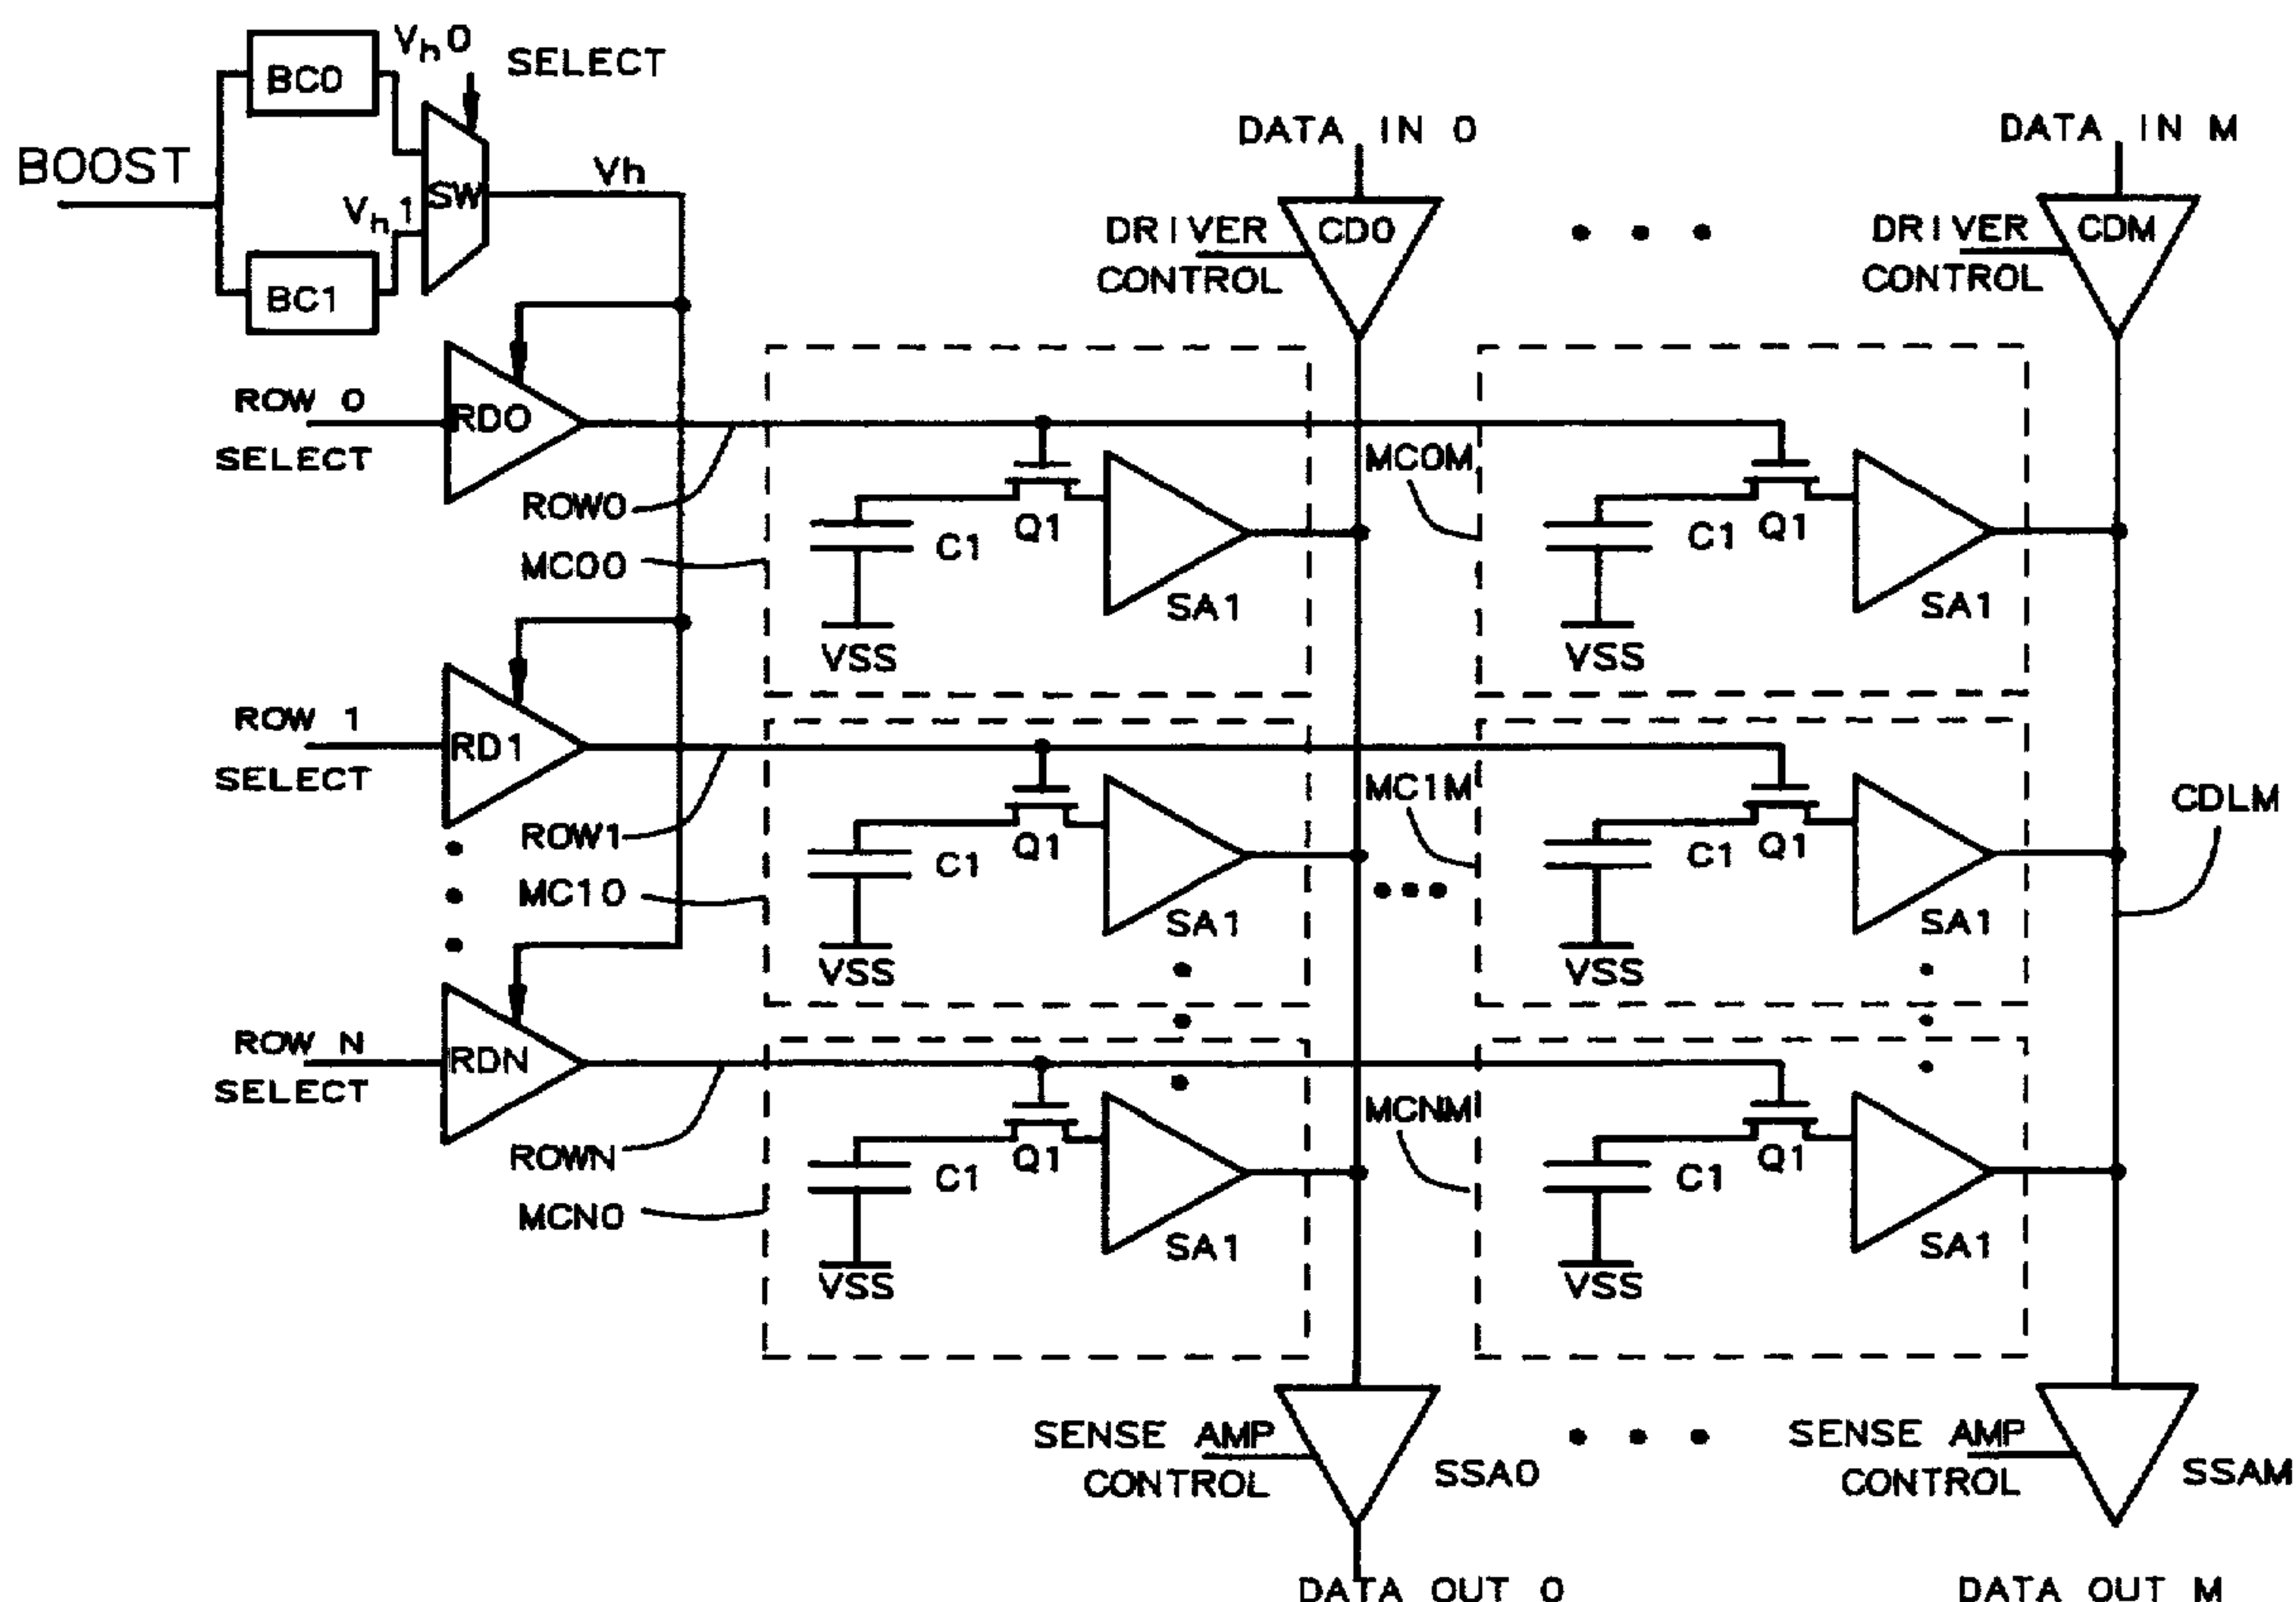 Vh0
SELECT
BC0
BOOST
SW
Vh
Vh1
BC1
DATA IN 0
DATA IN M
DRIVER
CONTROL
CD0
DRIVER
CONTROL
CDM
ROW 0
SELECT
RD0
ROW0
MC00
C1
Q1
SA1
VSS
MC0M
C1
Q1
SA1
VSS
ROW 1
SELECT
RD1
ROW1
MC10
C1
Q1
SA1
VSS
MC1M
C1
Q1
SA1
VSS
CDLM
ROW N
SELECT
RDN
ROWN
MCN0
C1
Q1
SA1
VSS
MCNM
C1
Q1
SA1
VSS
SENSE AMP
CONTROL
SSA0
SENSE AMP
CONTROL
SSAM
DATA OUT 0
DATA OUT M